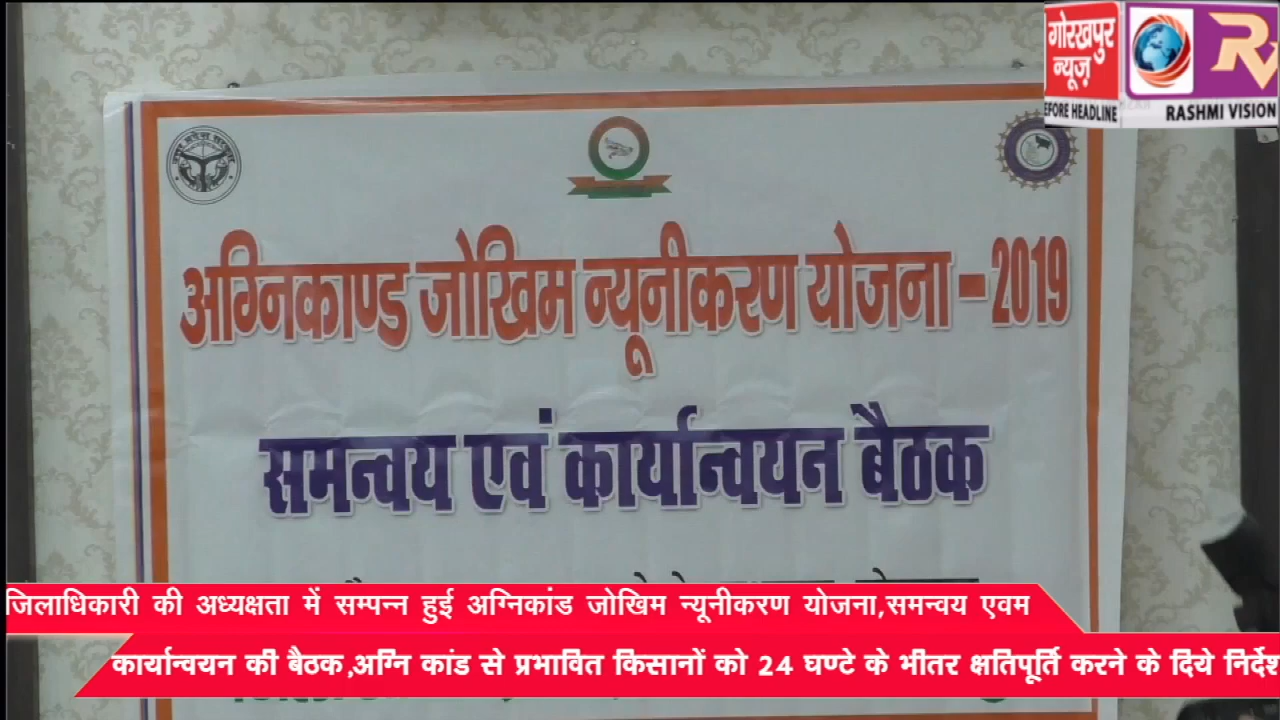 गोरखपुर
न्यूज़
EFORE HEADLINE
RASHMI VISION
अग्निकाण्ड जोखिम न्यूनीकरण योजना - 2019
समन्वय एवं कार्यान्वयन बैठक
जिलाधिकारी की अध्यक्षता में सम्पन्न हुई अग्निकांड जोखिम न्यूनीकरण योजना,समन्वय एवम
कार्यान्वयन की बैठक,अग्नि कांड से प्रभावित किसानों को 24 घण्टे के भीतर क्षतिपूर्ति करने के दिये निर्देश